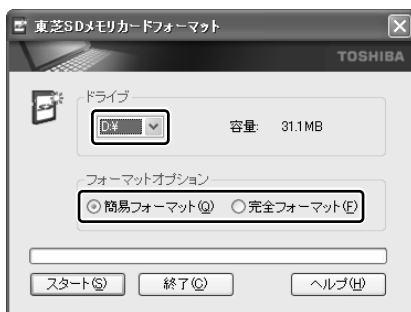 東芝SDメモリカードフォーマット
TOSHIBA
ドライブ
D:¥
容量: 31.1MB
フォーマットオプション
簡易フォーマット(Q) 完全フォーマット(F)
スタート(S) 終了(C) ヘルプ(H)